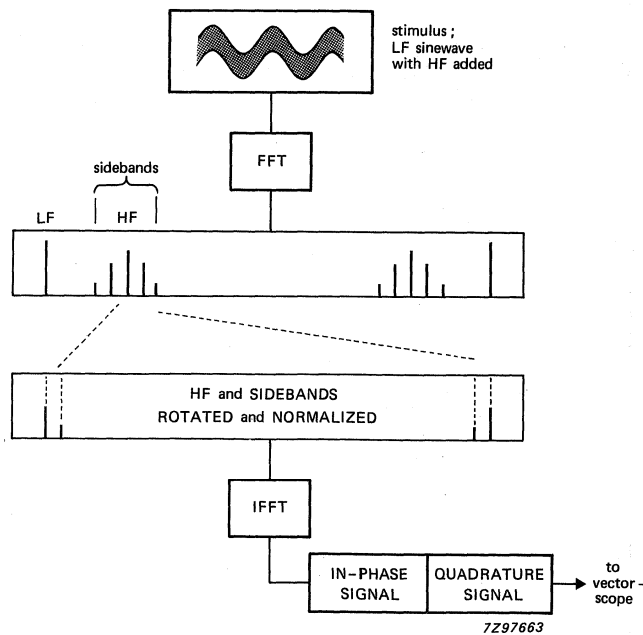 stimulus ;
LF sinewave
with HF added
FFT
sidebands
LF
HF
HF and SIDEBANDS
ROTATED and NORMALIZED
IFFT
IN-PHASE
SIGNAL
QUADRATURE
SIGNAL
to
vector-
scope
7Z97663